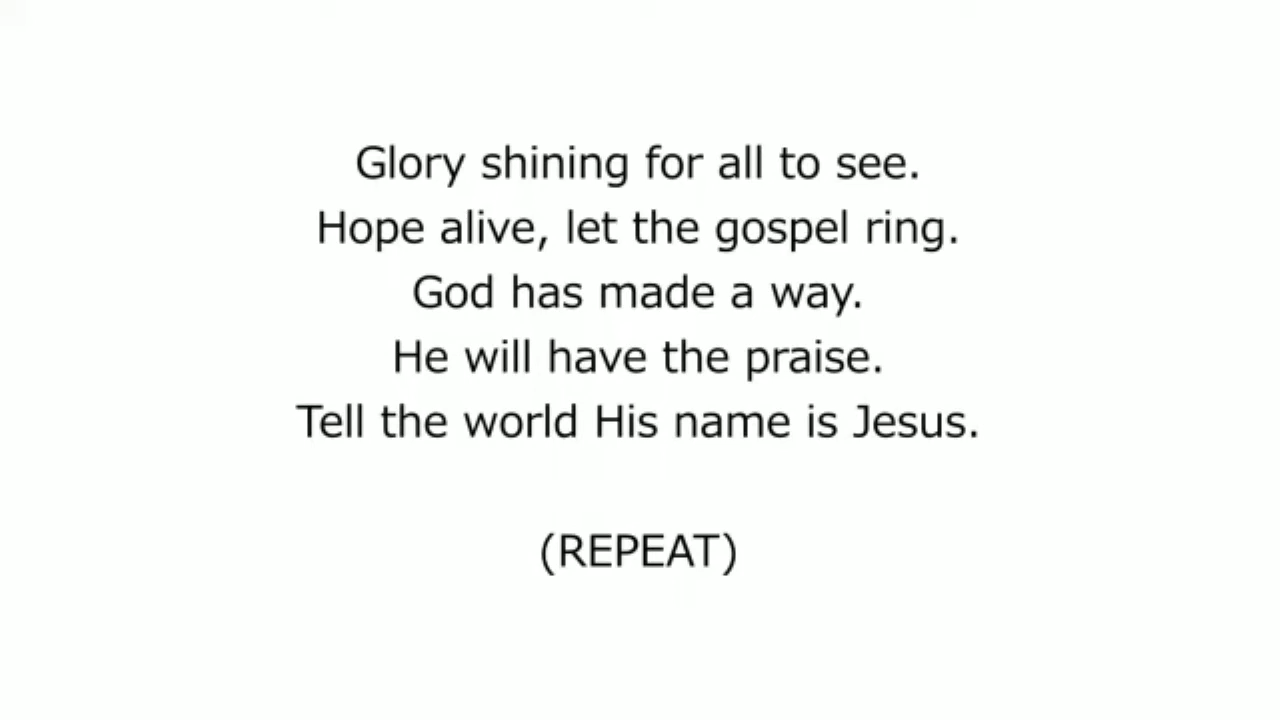 Glory shining for all to see.
Hope alive, let the gospel ring.
God has made a way.
He will have the praise.
Tell the world His name is Jesus.
(REPEAT)